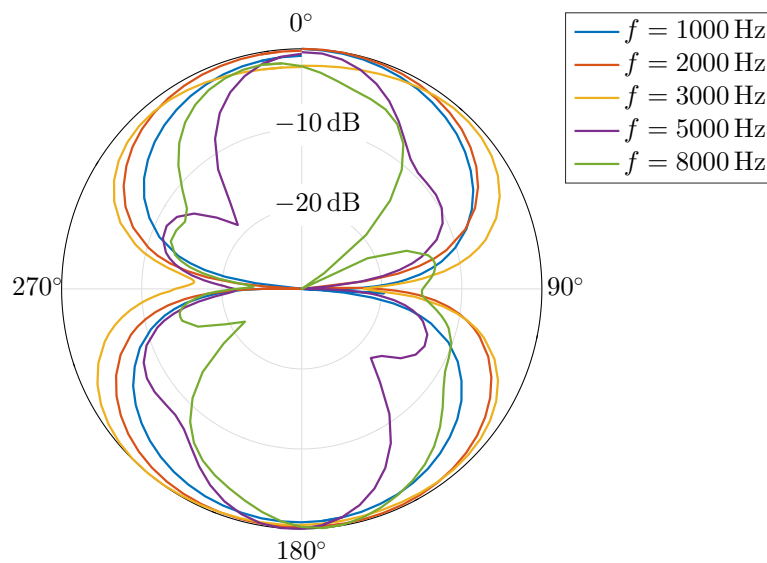 0°
f = 1000 Hz
f = 2000 Hz
f = 3000 Hz
f = 5000 Hz
f = 8000 Hz
−10 dB
−20 dB
270°
90°
180°